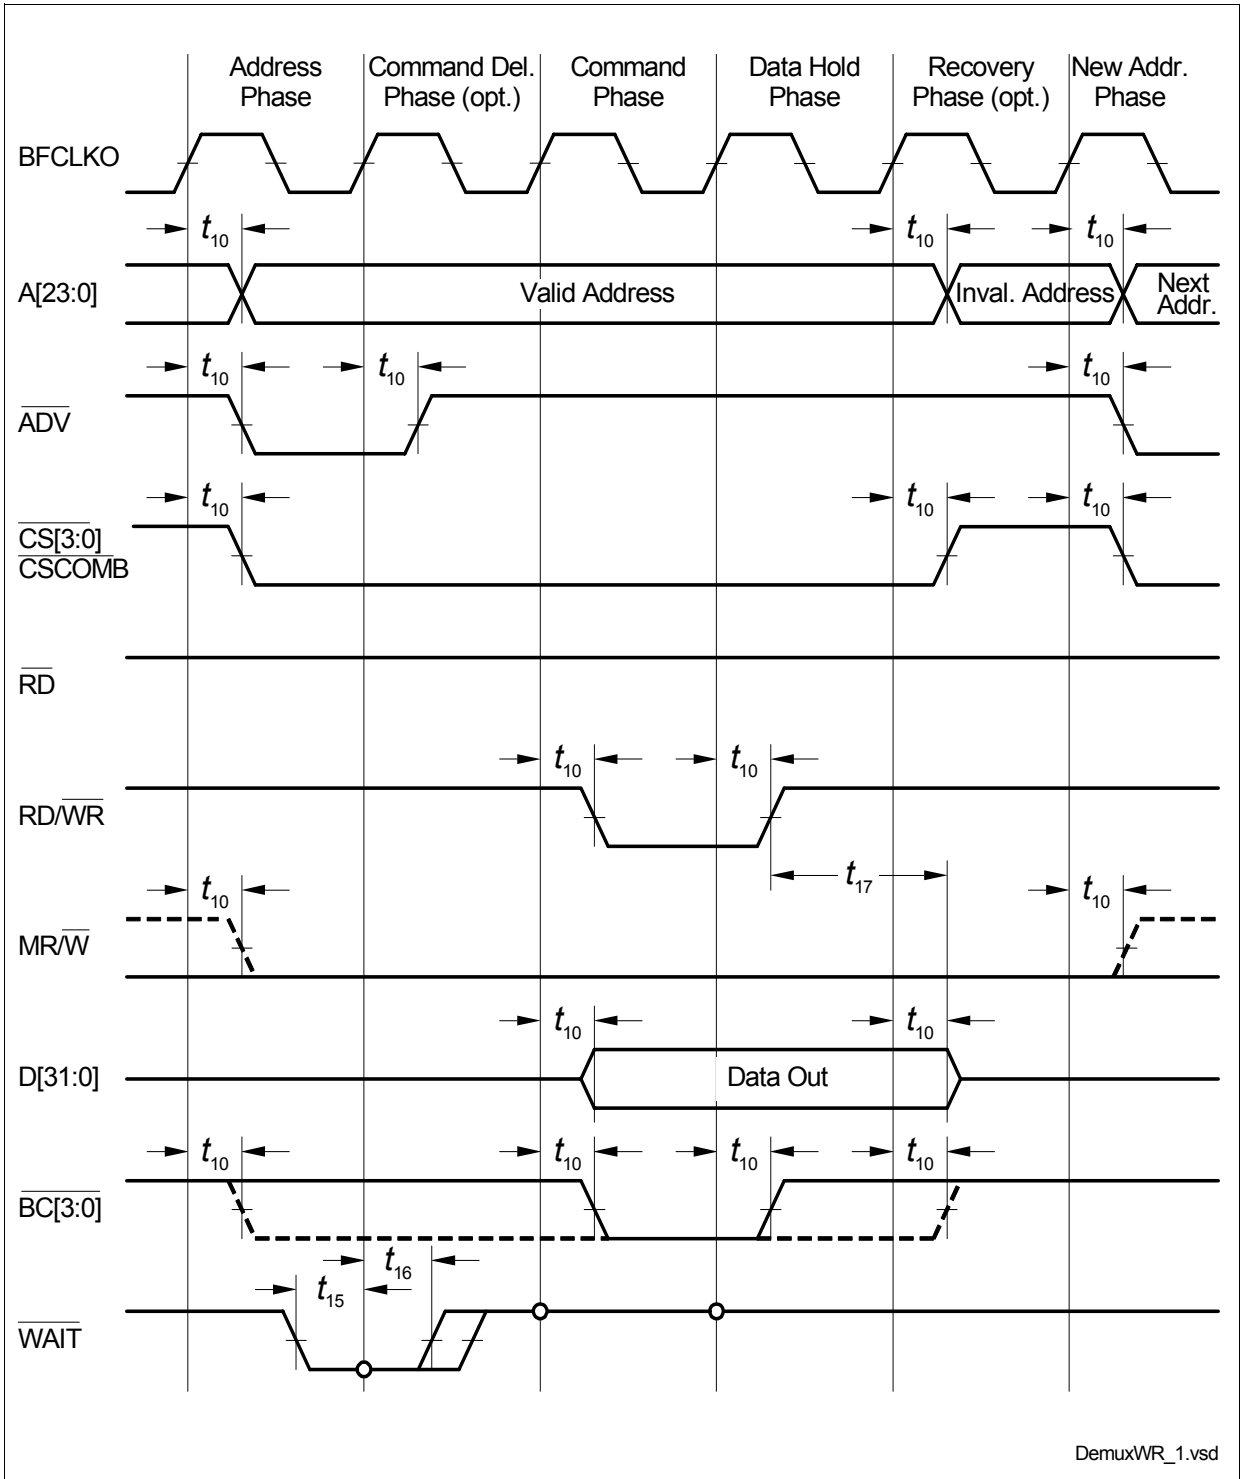 Address Phase
Command Del. Phase (opt.)
Command Phase
Data Hold Phase
Recovery Phase (opt.)
New Addr. Phase
BFCLKO
t10 t10 t10
A[23:0]
Valid Address
Inval. Address
Next Addr.
t10 t10 t10
ADV
t10 t10 t10
CS[3:0]
CSCOMB
RD
t10 t10
RD/WR
t10 t17 t10
MR/W
t10 t10
D[31:0]
Data Out
t10 t10 t10 t10
BC[3:0]
t15 t16
WAIT
DemuxWR_1.vsd